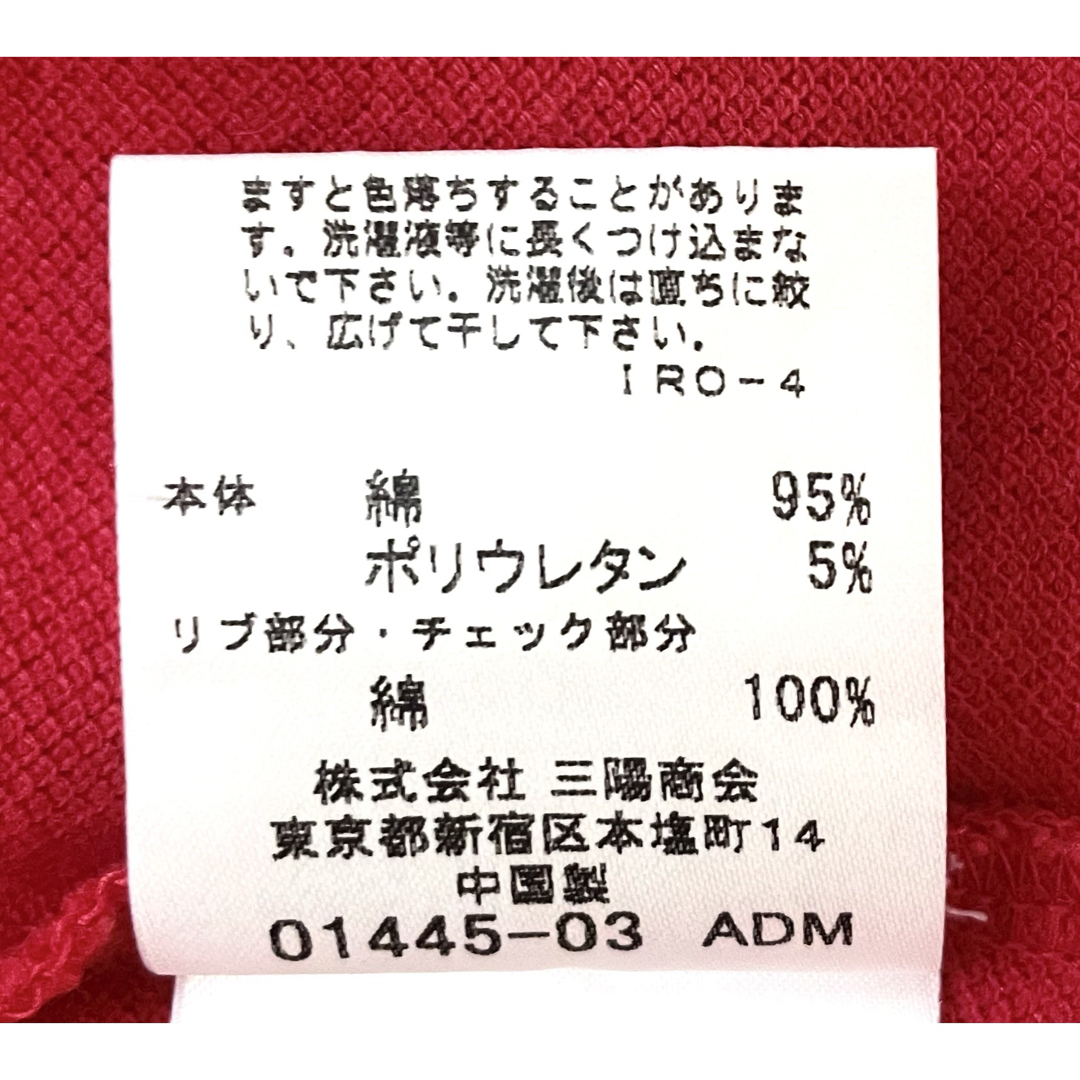 ますと色落ちすることがありま
す。洗濯液等に長くつけ込まな
いで下さい。洗濯後は直ちに絞
り、広げて干して下さい。
IRO-4
本体 綿 95%
ポリウレタン 5%
リブ部分・チェック部分
綿 100%
株式会社 三陽商会
東京都新宿区本塩町14
中国製
01445-03 ADM